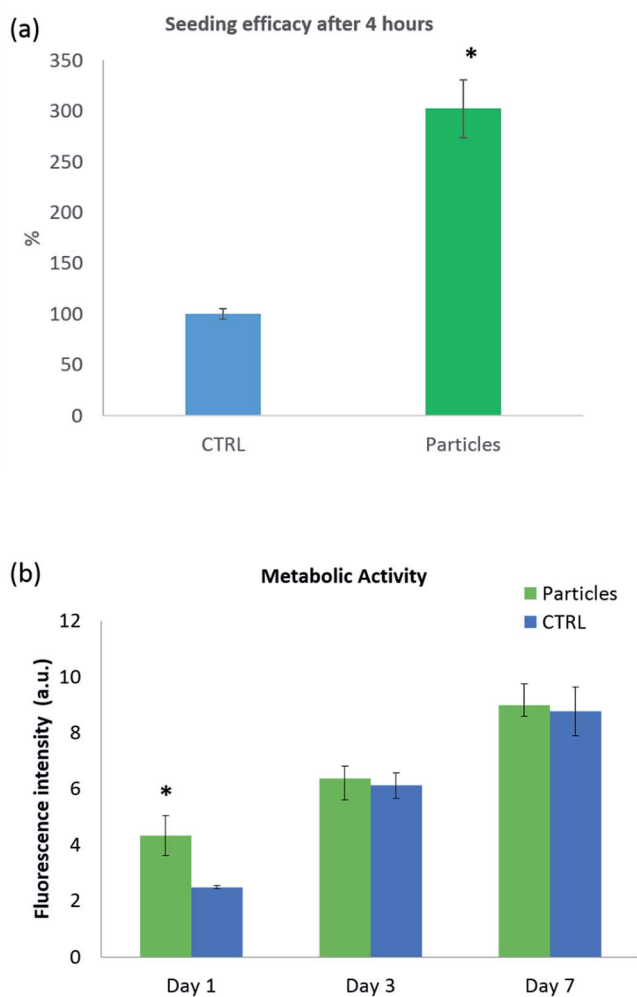 (a)
Seeding efficacy after 4 hours
*
350
300
250
200
150
100
50
0
%
CTRL
Particles
(b)
Metabolic Activity
Particles
CTRL
12
10
8
6
4
2
0
Fluorescence intensity (a.u.)
*
Day 1
Day 3
Day 7